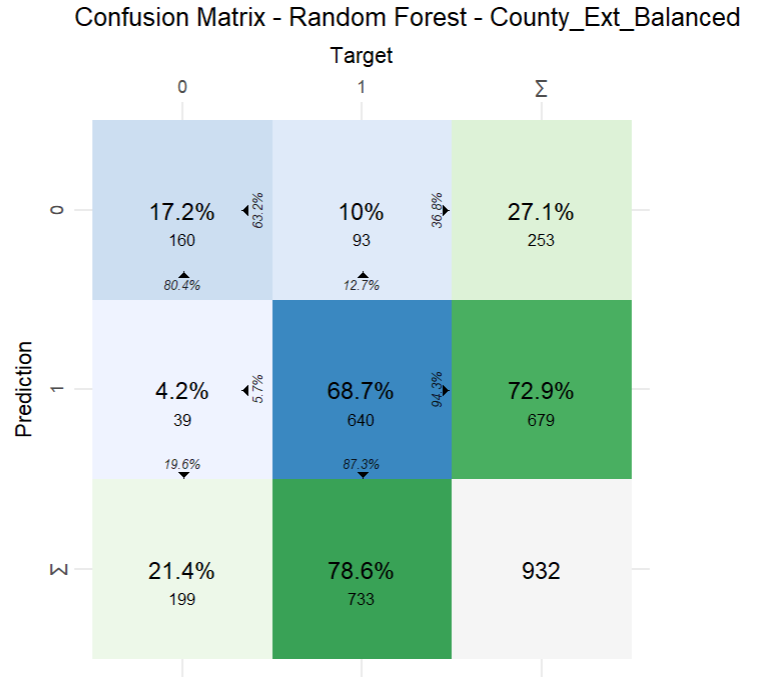 Confusion Matrix - Random Forest - County_Ext_Balanced
Target
0 1 Σ
Prediction
0
17.2% 63.2% 10% 36.8% 27.1%
160 93 253
80.4% 12.7%
1
4.2% 5.7% 68.7% 94.3% 72.9%
39 640 679
19.6% 87.3%
Σ
21.4% 78.6% 932
199 733